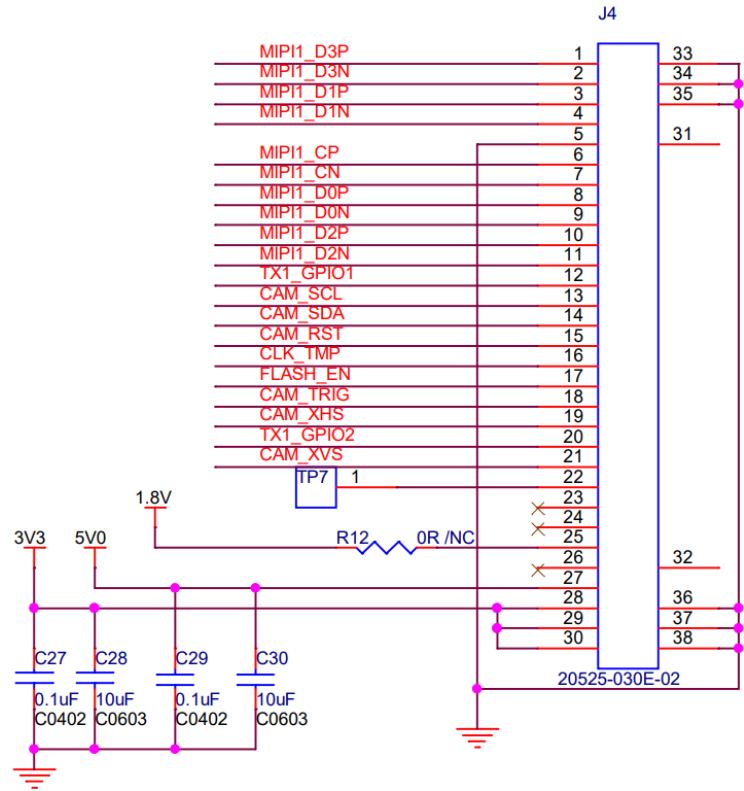 J4
MIPI1_D3P 1 33
MIPI1_D3N 2 34
MIPI1_D1P 3 35
MIPI1_D1N 4
5 31
MIPI1_CP 6
MIPI1_CN 7
MIPI1_D0P 8
MIPI1_D0N 9
MIPI1_D2P 10
MIPI1_D2N 11
TX1_GPIO1 12
CAM_SCL 13
CAM_SDA 14
CAM_RST 15
CLK_TMP 16
FLASH_EN 17
CAM_TRIG 18
CAM_XHS 19
TX1_GPIO2 20
CAM_XVS 21
TP7 1 22
23
1.8V 24
3V3 5V0 R12 0R /NC 25
26 32
27
28 36
29 37
30 38
C27 C28 C29 C30
20525-030E-02
0.1uF 10uF 0.1uF 10uF
C0402 C0603 C0402 C0603